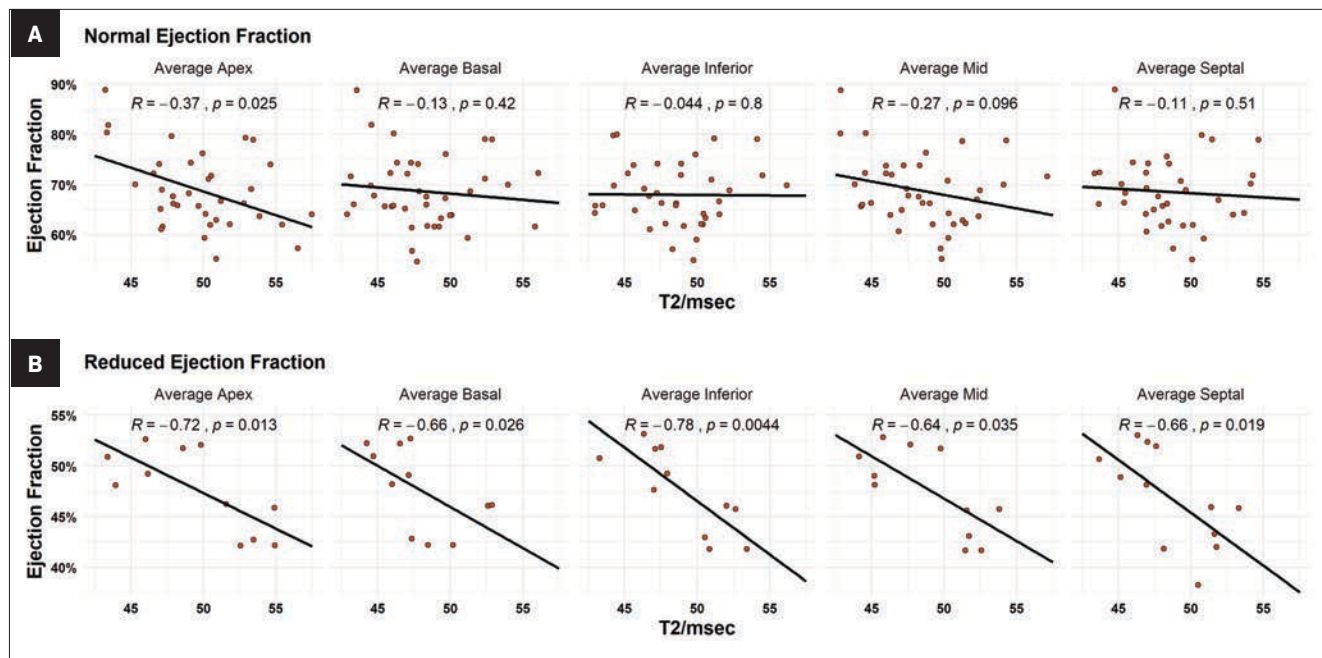 A Normal Ejection Fraction
Average Apex Average Basal Average Inferior Average Mid Average Septal
R = −0.37 , p = 0.025 R = −0.13 , p = 0.42 R = −0.044 , p = 0.8 R = −0.27 , p = 0.096 R = −0.11 , p = 0.51
Ejection Fraction
90%
80%
70%
60%
45 50 55 45 50 55 45 50 55 45 50 55 45 50 55
T2/msec
B Reduced Ejection Fraction
Average Apex Average Basal Average Inferior Average Mid Average Septal
R = −0.72 , p = 0.013 R = −0.66 , p = 0.026 R = −0.78 , p = 0.0044 R = −0.64 , p = 0.035 R = −0.66 , p = 0.019
Ejection Fraction
55%
50%
45%
40%
45 50 55 45 50 55 45 50 55 45 50 55 45 50 55
T2/msec